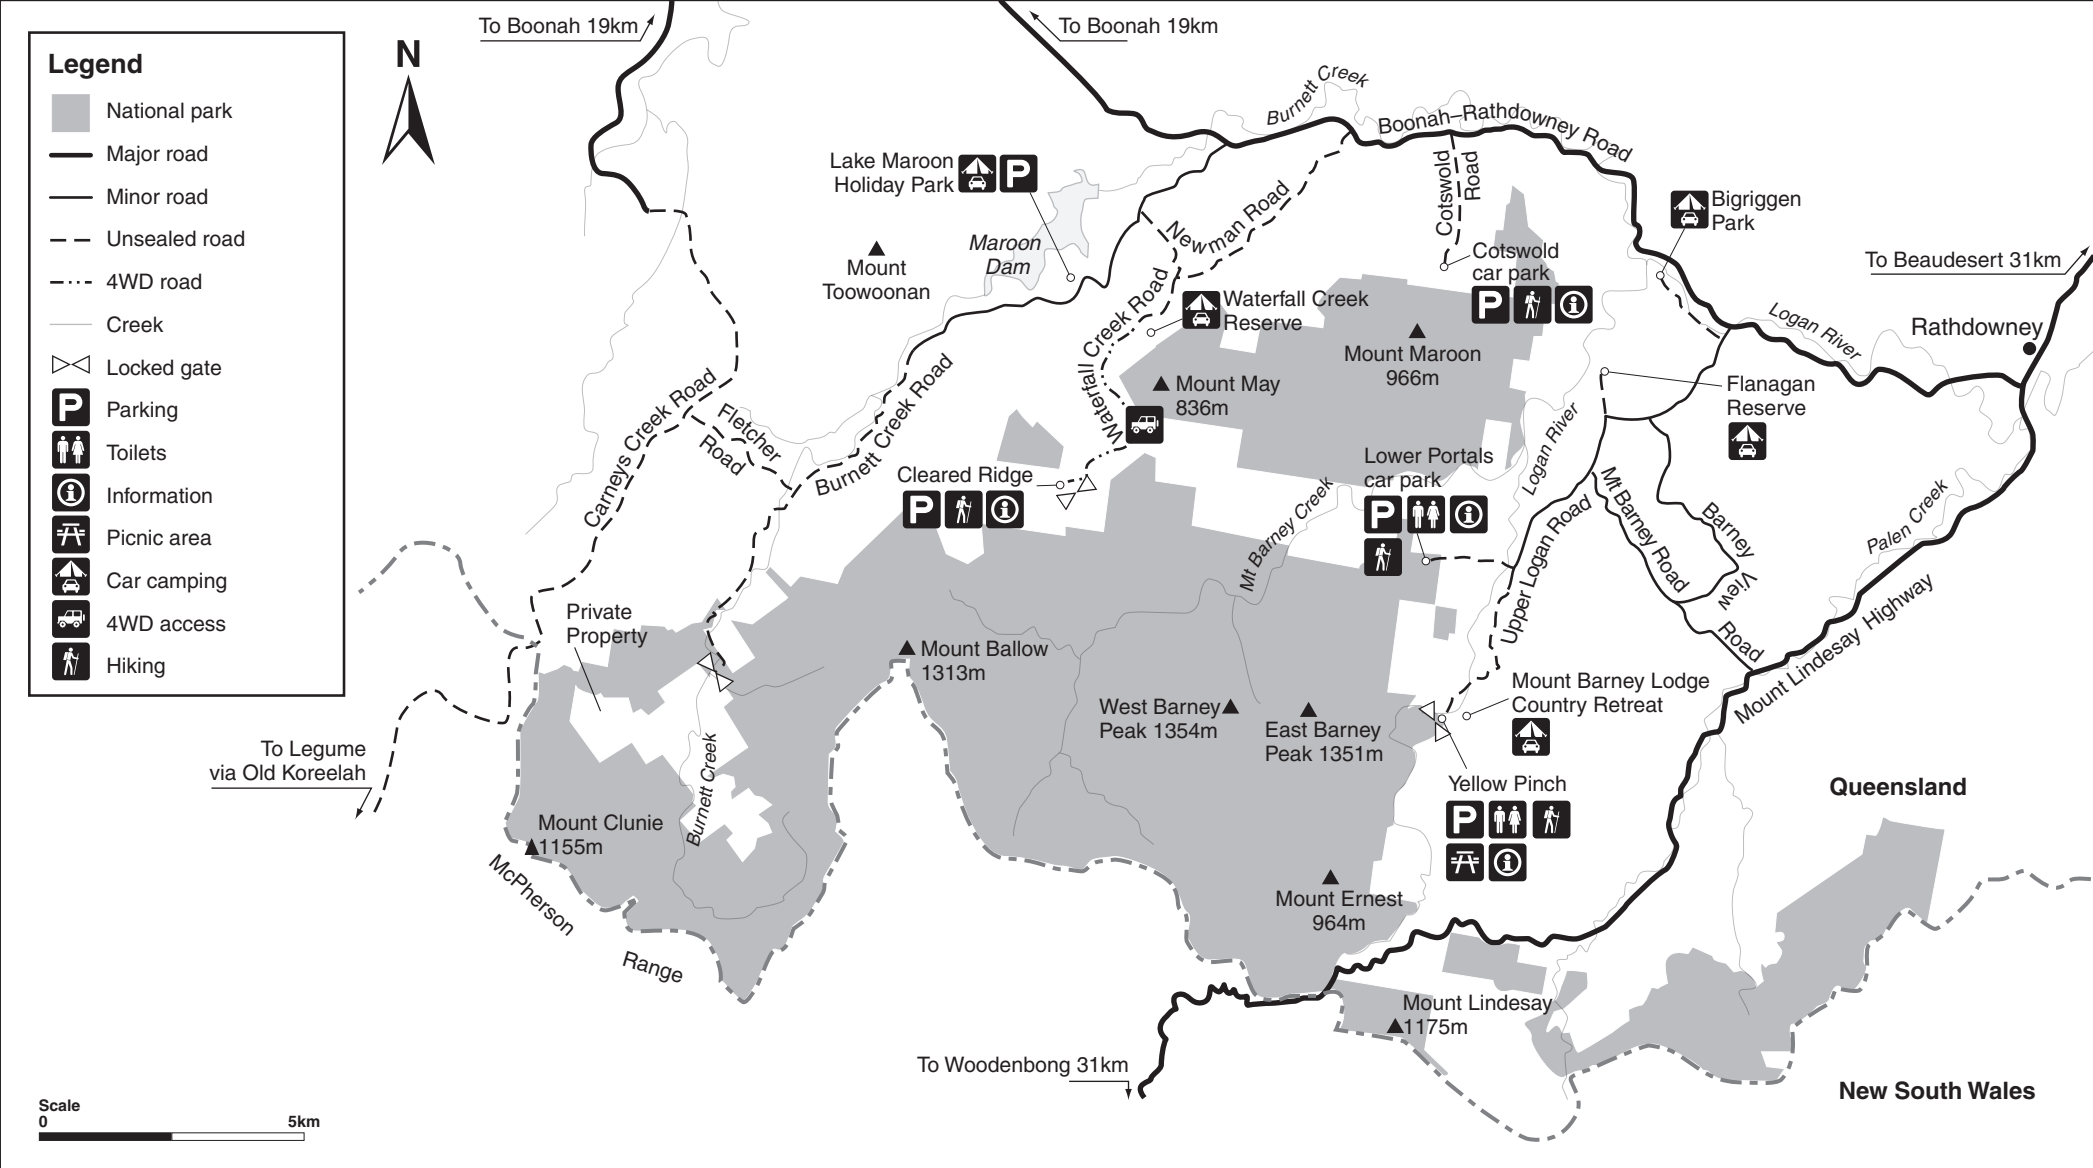 To Boonah 19km
To Boonah 19km
Legend
National park
Major road
Minor road
Unsealed road
4WD road
Creek
Locked gate
P
Parking
Toilets
i
Information
Picnic area
Car camping
4WD access
Hiking
N
Burnett Creek
Boonah–Rathdowney Road
Lake Maroon
Holiday Park
P
Cotswold
Road
Bigriggen
Park
Newman Road
Maroon
Dam
Mount
Toowoonan
Cotswold
car park
P
i
To Beaudesert 31km
Waterfall Creek Road
Waterfall Creek
Reserve
Logan River
Rathdowney
Mount Maroon
966m
Mount May
836m
Flanagan
Reserve
Carneys Creek Road
Fletcher
Road
Burnett Creek Road
Cleared Ridge
P
i
Lower Portals
car park
P
i
Logan River
Mt Barney Creek
Upper Logan Road
Mt Barney Road
Road
Barney
View
Palen Creek
Mount Lindesay Highway
Private
Property
Mount Ballow
1313m
West Barney
Peak 1354m
East Barney
Peak 1351m
Mount Barney Lodge
Country Retreat
To Legume
via Old Koreelah
Burnett Creek
Yellow Pinch
P
i
Queensland
Mount Clunie
1155m
McPherson
Range
Mount Ernest
964m
Mount Lindesay
1175m
To Woodenbong 31km
New South Wales
Scale
0
5km